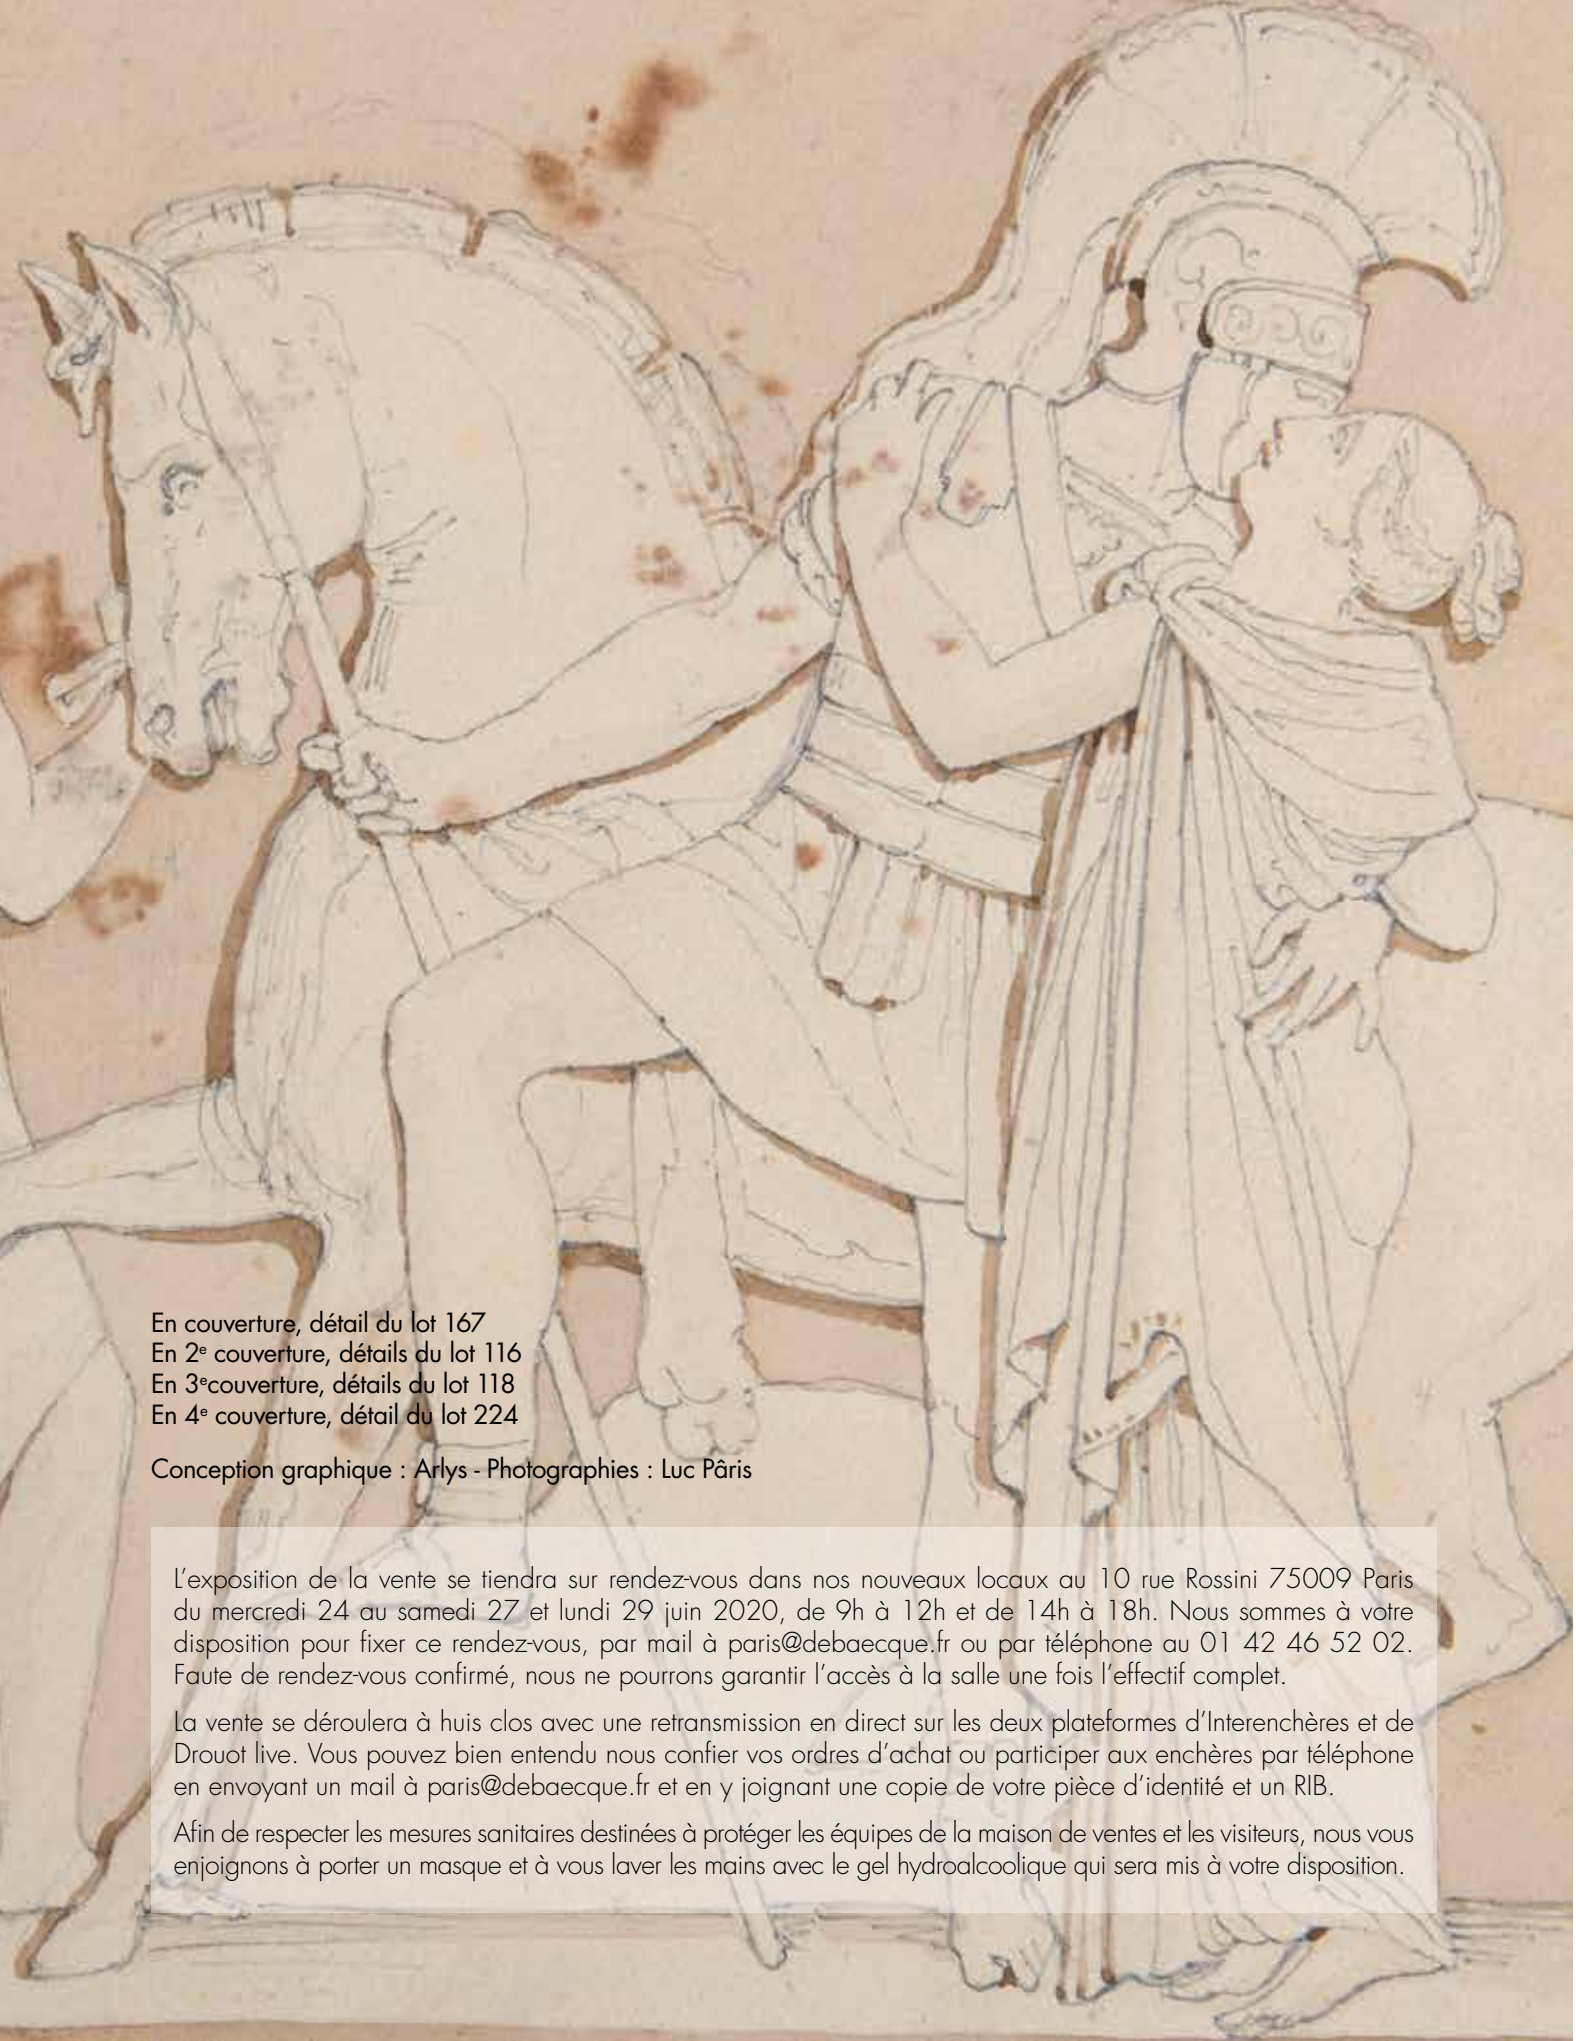 En couverture, détail du lot 167
En 2e couverture, détails du lot 116
En 3ecouverture, détails du lot 118
En 4e couverture, détail du lot 224
Conception graphique : Arlys - Photographies : Luc Pâris
L'exposition de la vente se tiendra sur rendez-vous dans nos nouveaux locaux au 10 rue Rossini 75009 Paris
du mercredi 24 au samedi 27 et lundi 29 juin 2020, de 9h à 12h et de 14h à 18h. Nous sommes à votre
disposition pour fixer ce rendez-vous, par mail à paris@debaecque.fr ou par téléphone au 01 42 46 52 02.
Faute de rendez-vous confirmé, nous ne pourrons garantir l'accès à la salle une fois l'effectif complet.
La vente se déroulera à huis clos avec une retransmission en direct sur les deux plateformes d'Interenchères et de
Drouot live. Vous pouvez bien entendu nous confier vos ordres d'achat ou participer aux enchères par téléphone
en envoyant un mail à paris@debaecque.fr et en y joignant une copie de votre pièce d'identité et un RIB.
Afin de respecter les mesures sanitaires destinées à protéger les équipes de la maison de ventes et les visiteurs, nous vous
enjoignons à porter un masque et à vous laver les mains avec le gel hydroalcoolique qui sera mis à votre disposition.